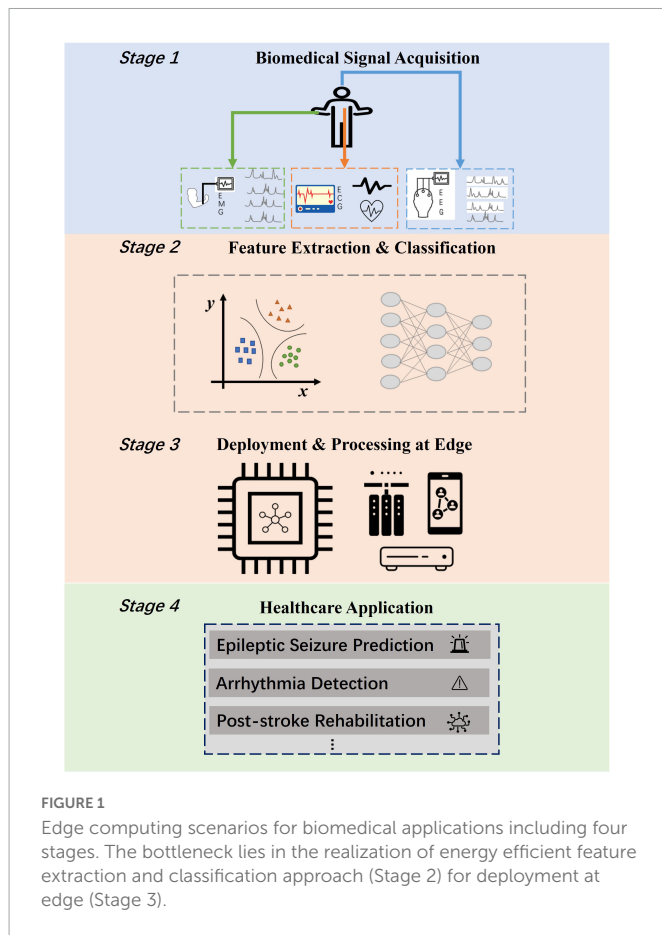 Stage 1 Biomedical Signal Acquisition
E
M
G
E
C
G
E
E
G
Stage 2 Feature Extraction & Classification
y
x
Stage 3 Deployment & Processing at Edge
Stage 4 Healthcare Application
Epileptic Seizure Prediction
Arrhythmia Detection
Post-stroke Rehabilitation
⋮
FIGURE 1
Edge computing scenarios for biomedical applications including four
stages. The bottleneck lies in the realization of energy efficient feature
extraction and classification approach (Stage 2) for deployment at
edge (Stage 3).